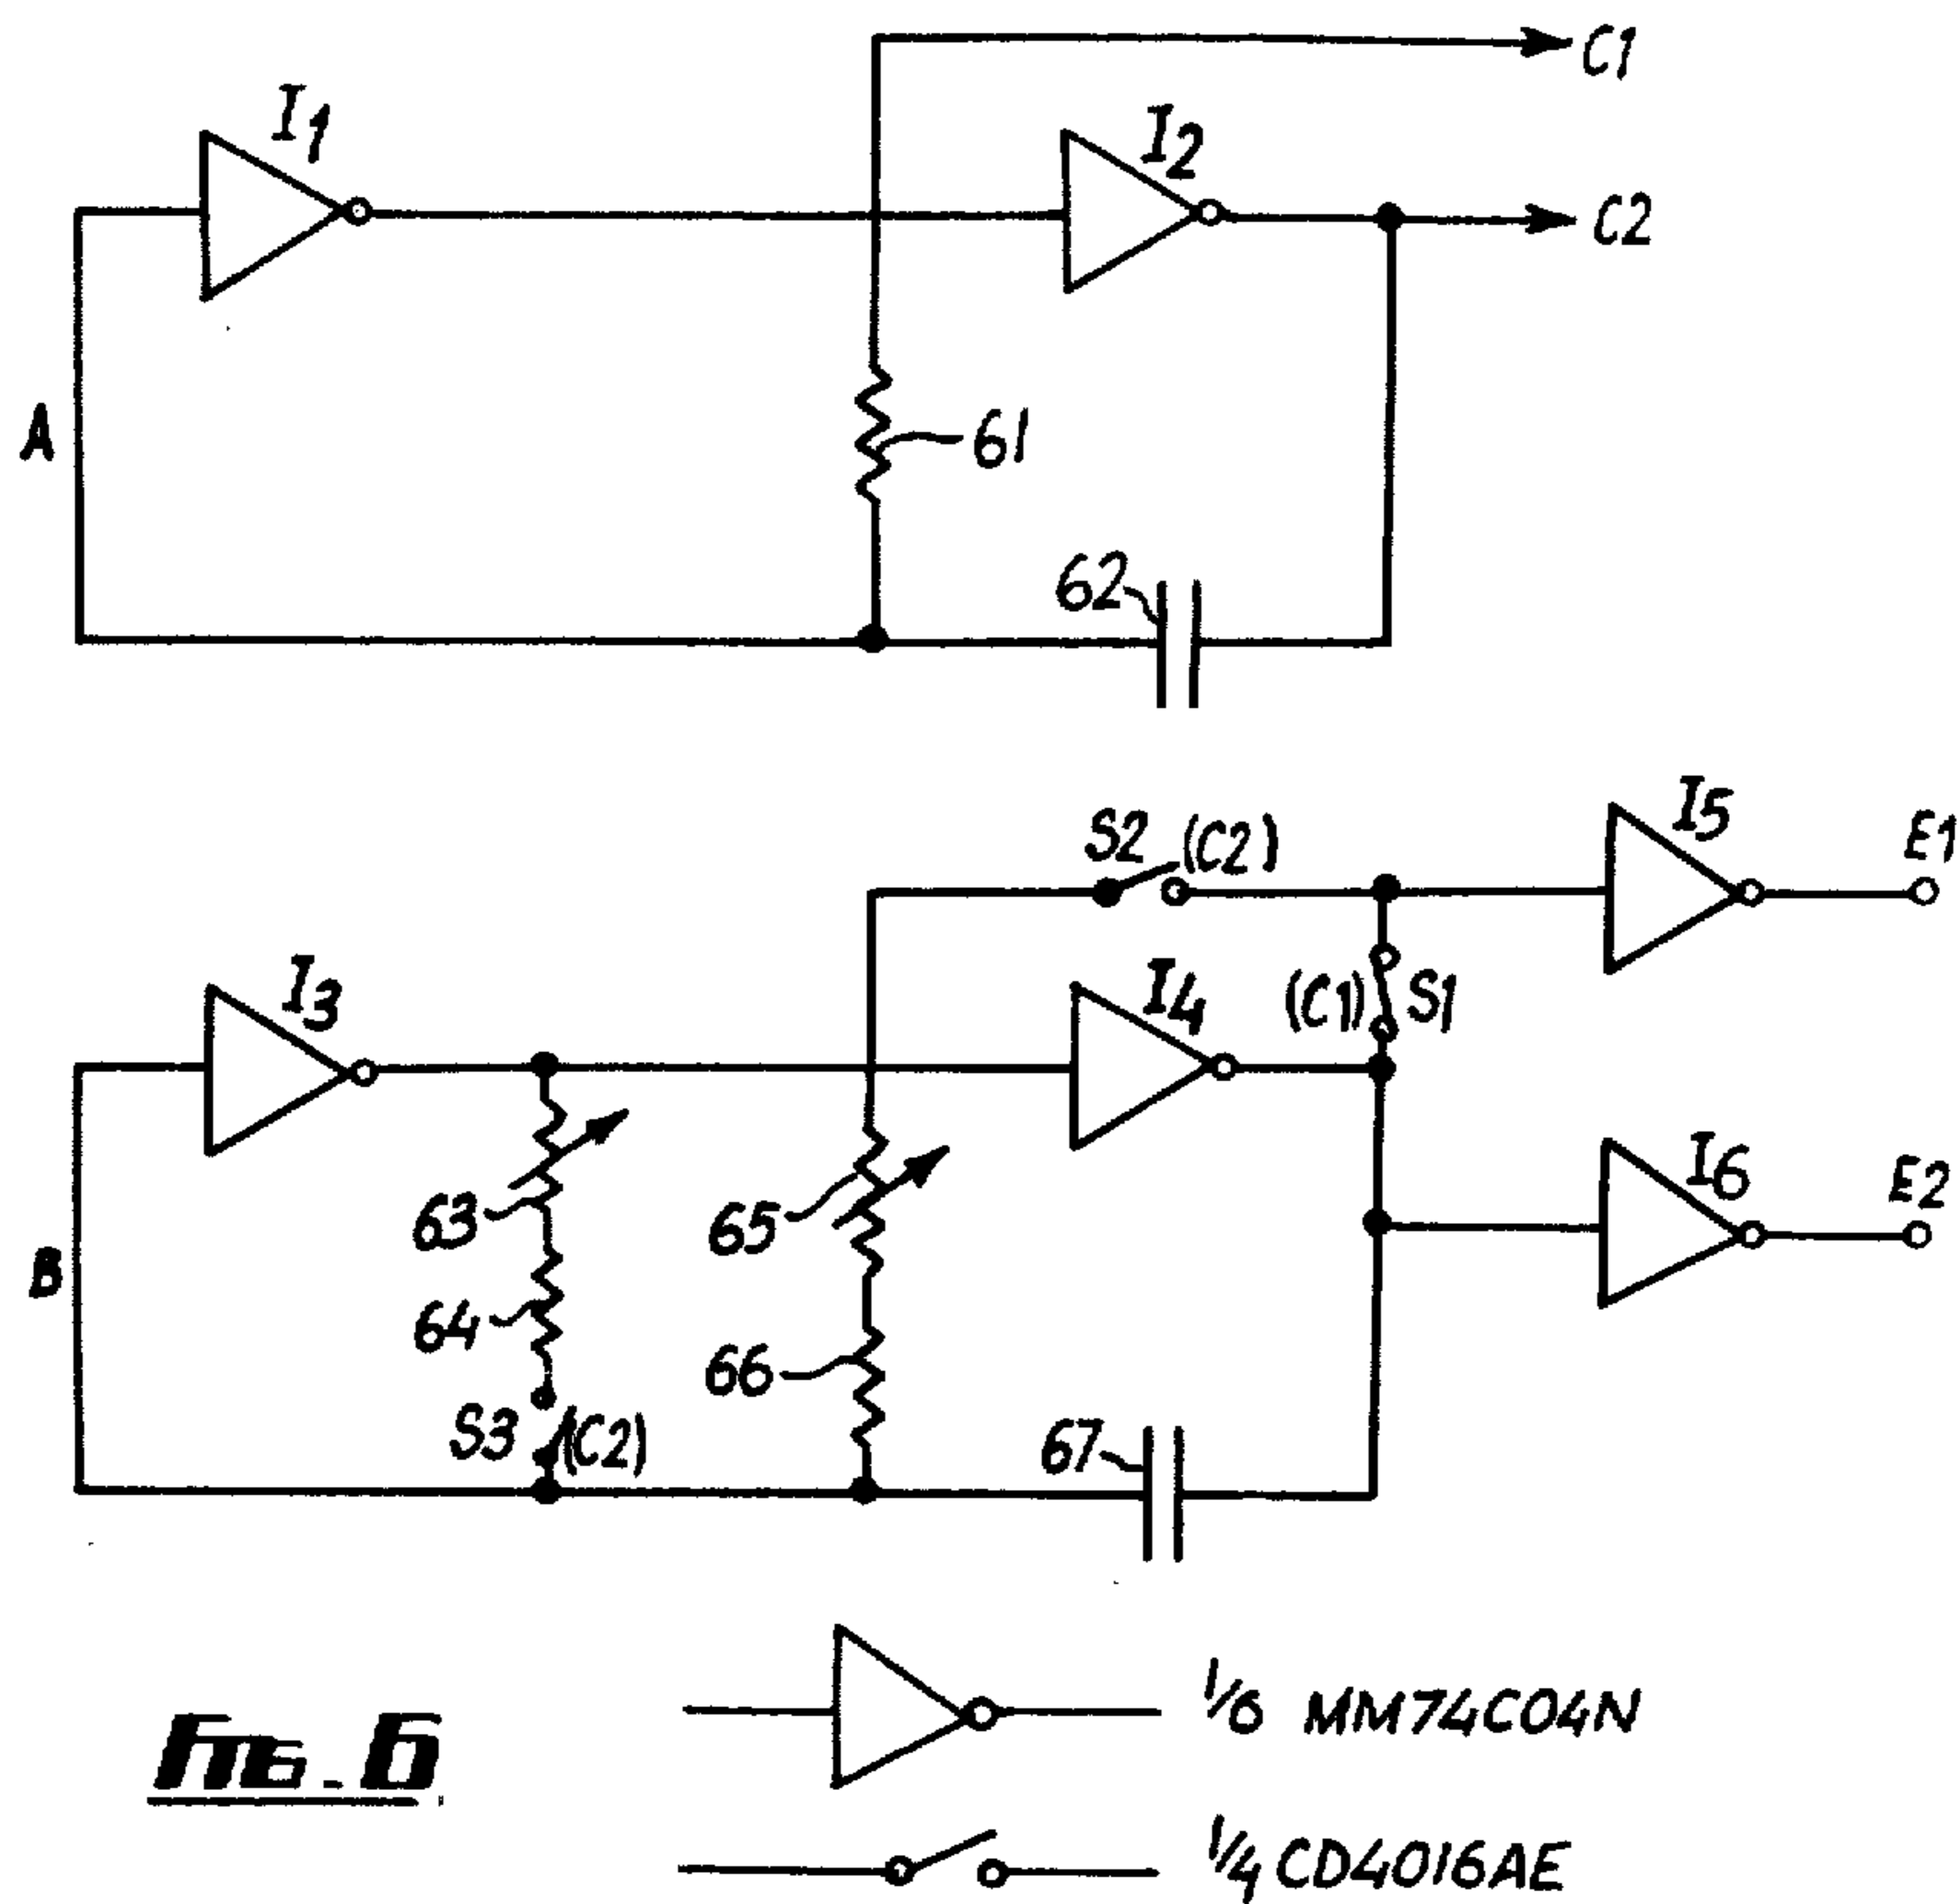 C1
I1
I2
C2
A
61
62
S2 (C2)
I5
E1
I3
I4
(C1) S1
I6
E2
63
65
B
64
66
S3 (C2)
67
1/6 MM74C04N
FIG. 6
1/4 CD4016AE